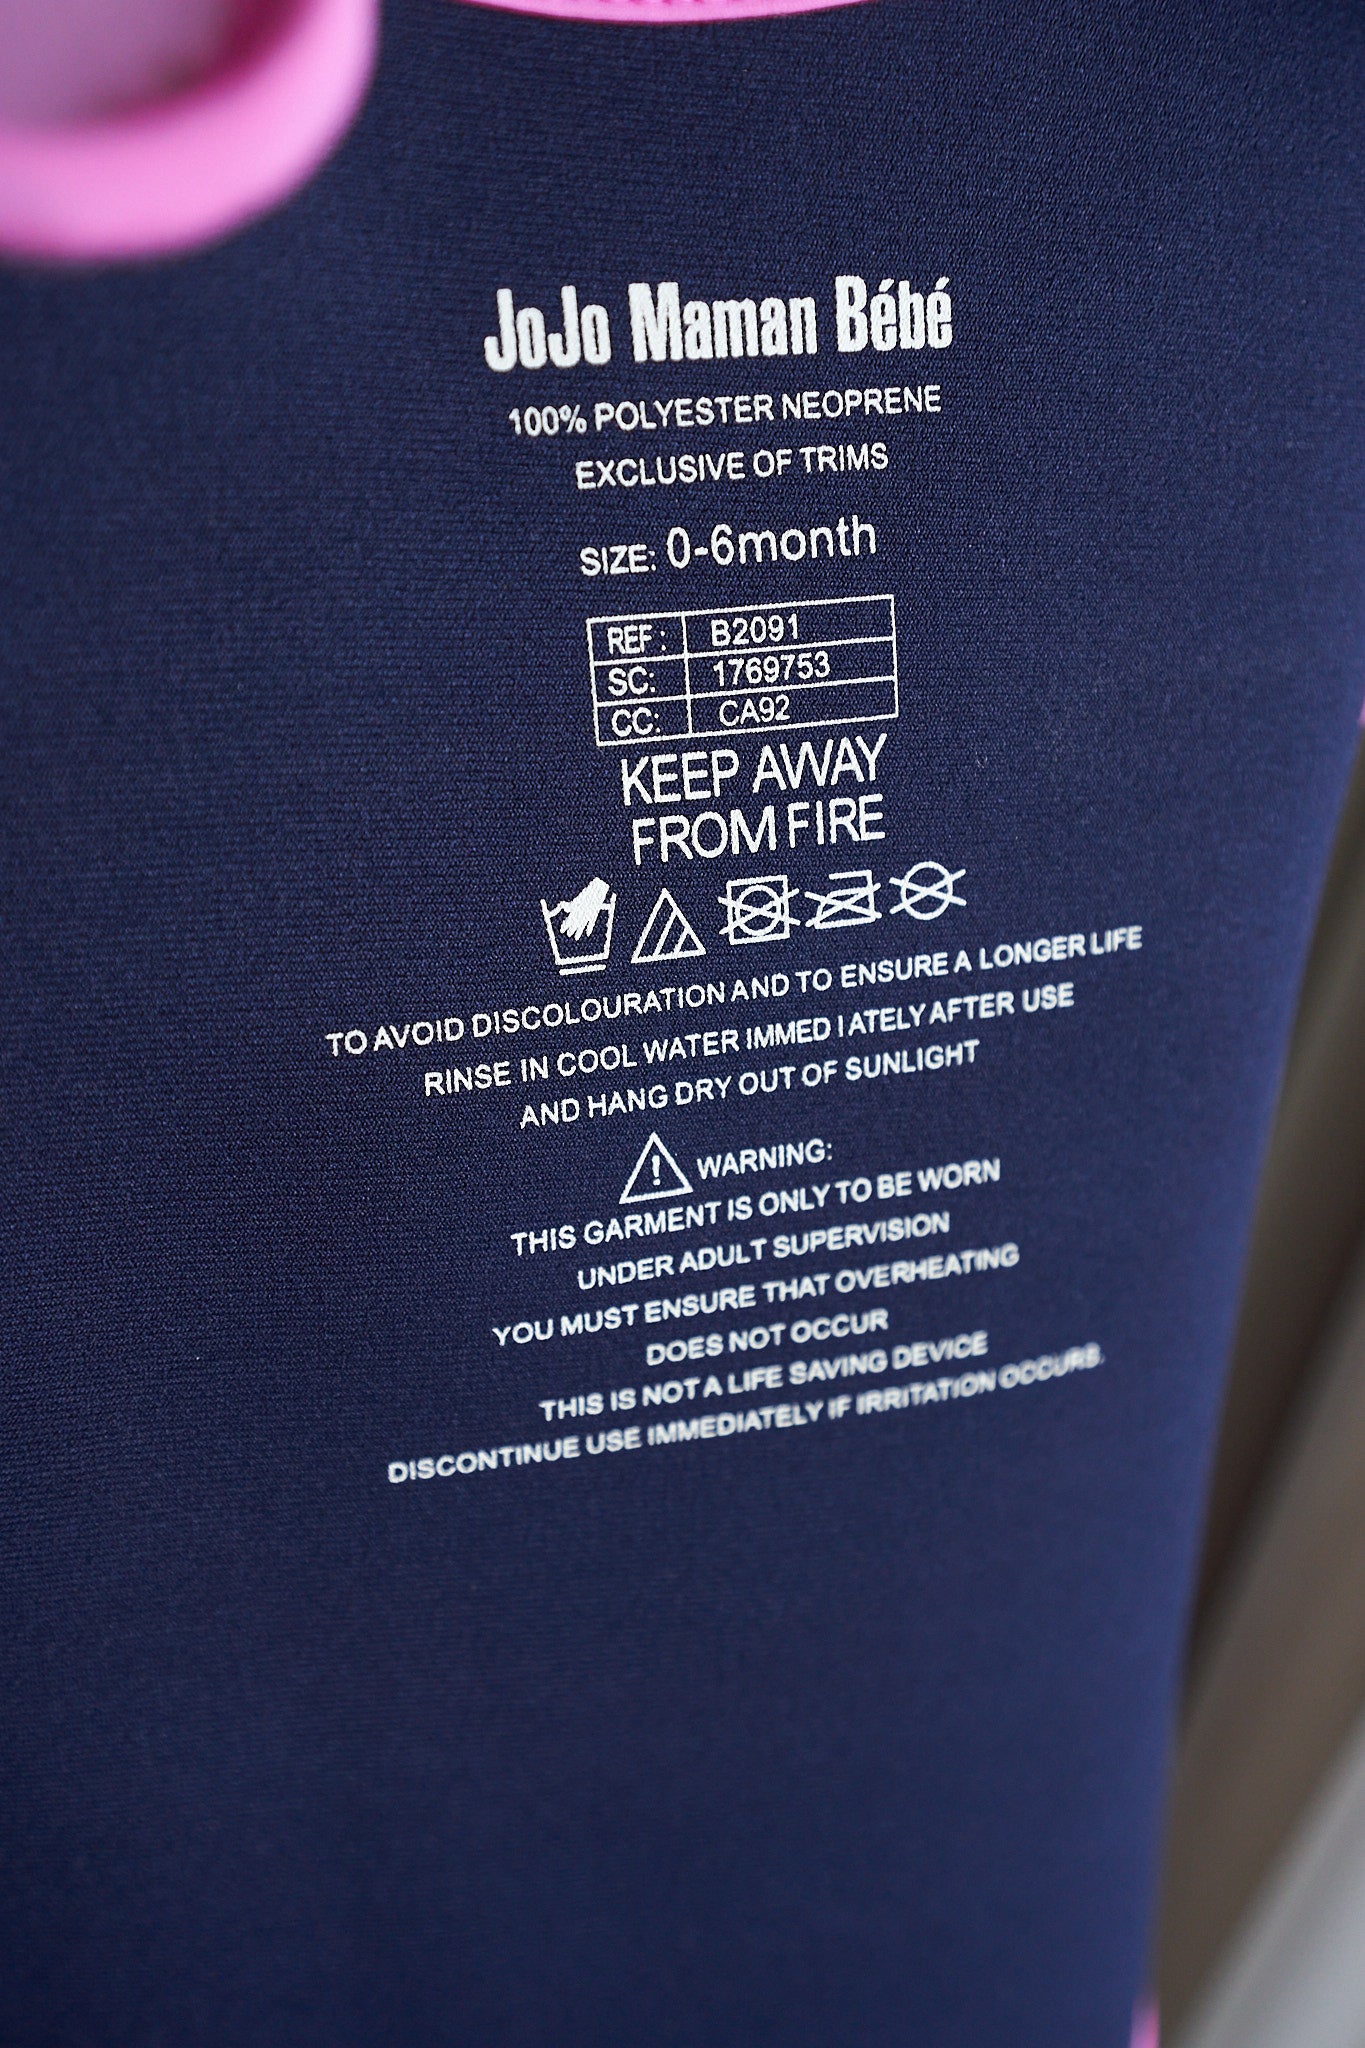 JoJo Maman Bébé
100% POLYESTER NEOPRENE
EXCLUSIVE OF TRIMS
SIZE: 0-6month
REF : B2091
SC: 1769753
CC: CA92
KEEP AWAY
FROM FIRE
TO AVOID DISCOLOURATION AND TO ENSURE A LONGER LIFE
RINSE IN COOL WATER IMMED I ATELY AFTER USE
AND HANG DRY OUT OF SUNLIGHT
WARNING:
THIS GARMENT IS ONLY TO BE WORN
UNDER ADULT SUPERVISION
YOU MUST ENSURE THAT OVERHEATING
DOES NOT OCCUR
THIS IS NOT A LIFE SAVING DEVICE
DISCONTINUE USE IMMEDIATELY IF IRRITATION OCCURS.